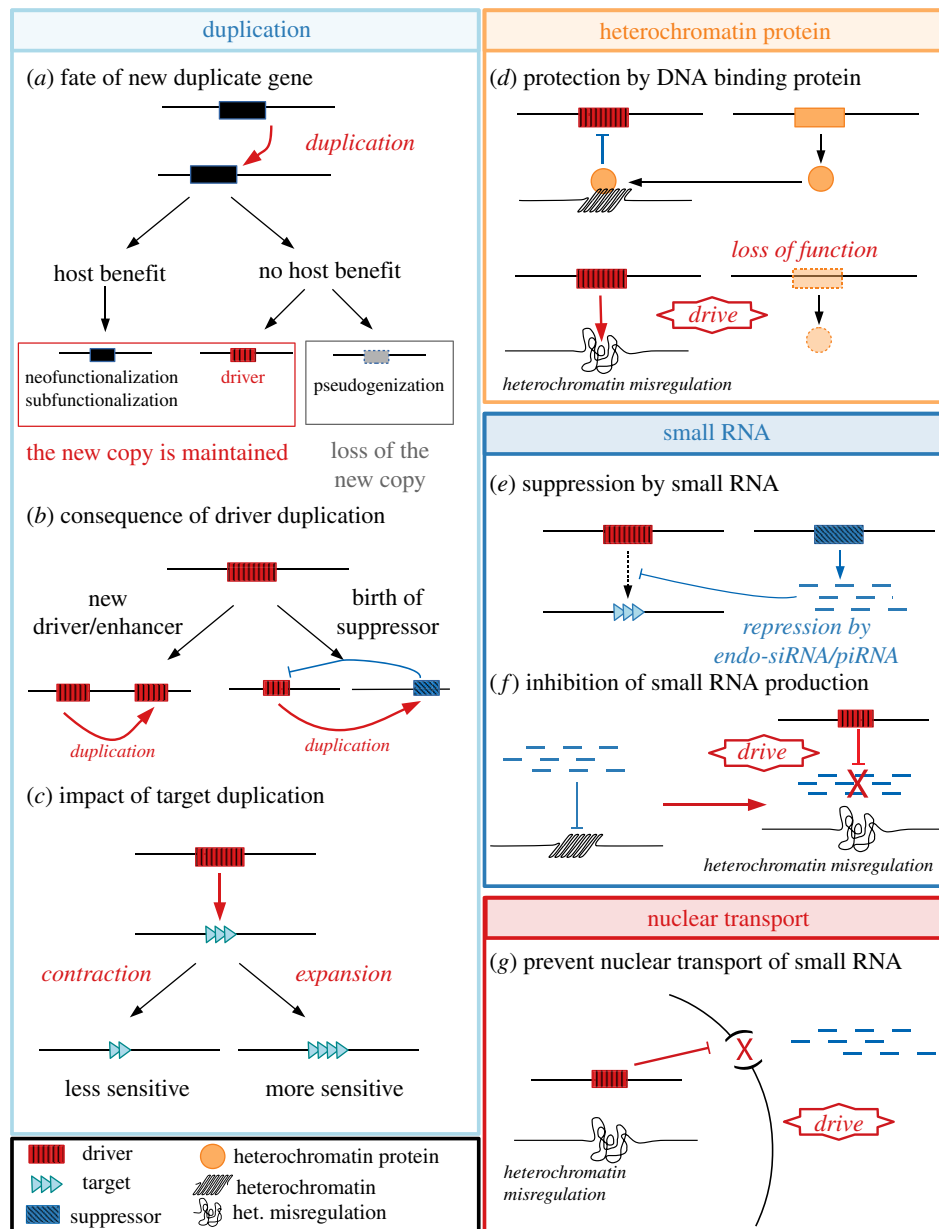 duplication
(a) fate of new duplicate gene
duplication
host benefit
no host benefit
neofunctionalization
subfunctionalization
driver
pseudogenization
the new copy is maintained
loss of the
new copy
(b) consequence of driver duplication
new
driver/enhancer
birth of
suppressor
duplication
duplication
(c) impact of target duplication
contraction
expansion
less sensitive
more sensitive
driver
target
suppressor
heterochromatin protein
heterochromatin
het. misregulation
heterochromatin protein
(d) protection by DNA binding protein
loss of function
drive
heterochromatin misregulation
small RNA
(e) suppression by small RNA
repression by
endo-siRNA/piRNA
(f) inhibition of small RNA production
drive
X
heterochromatin misregulation
nuclear transport
(g) prevent nuclear transport of small RNA
X
drive
heterochromatin
misregulation